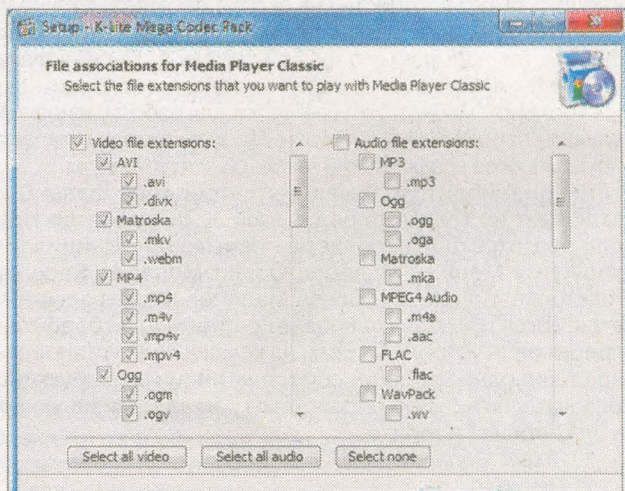 Setup - K-Lite Mega Codec Pack
File associations for Media Player Classic
Select the file extensions that you want to play with Media Player Classic
Video file extensions:
AVI
.avi
.divx
Matroska
.mkv
.webm
MP4
.mp4
.m4v
.mp4v
.mpv4
Ogg
.ogm
.ogv
Audio file extensions:
MP3
.mp3
Ogg
.ogg
.oga
Matroska
.mka
MPEG4 Audio
.m4a
.aac
FLAC
.flac
WavPack
.wv
Select all video
Select all audio
Select none